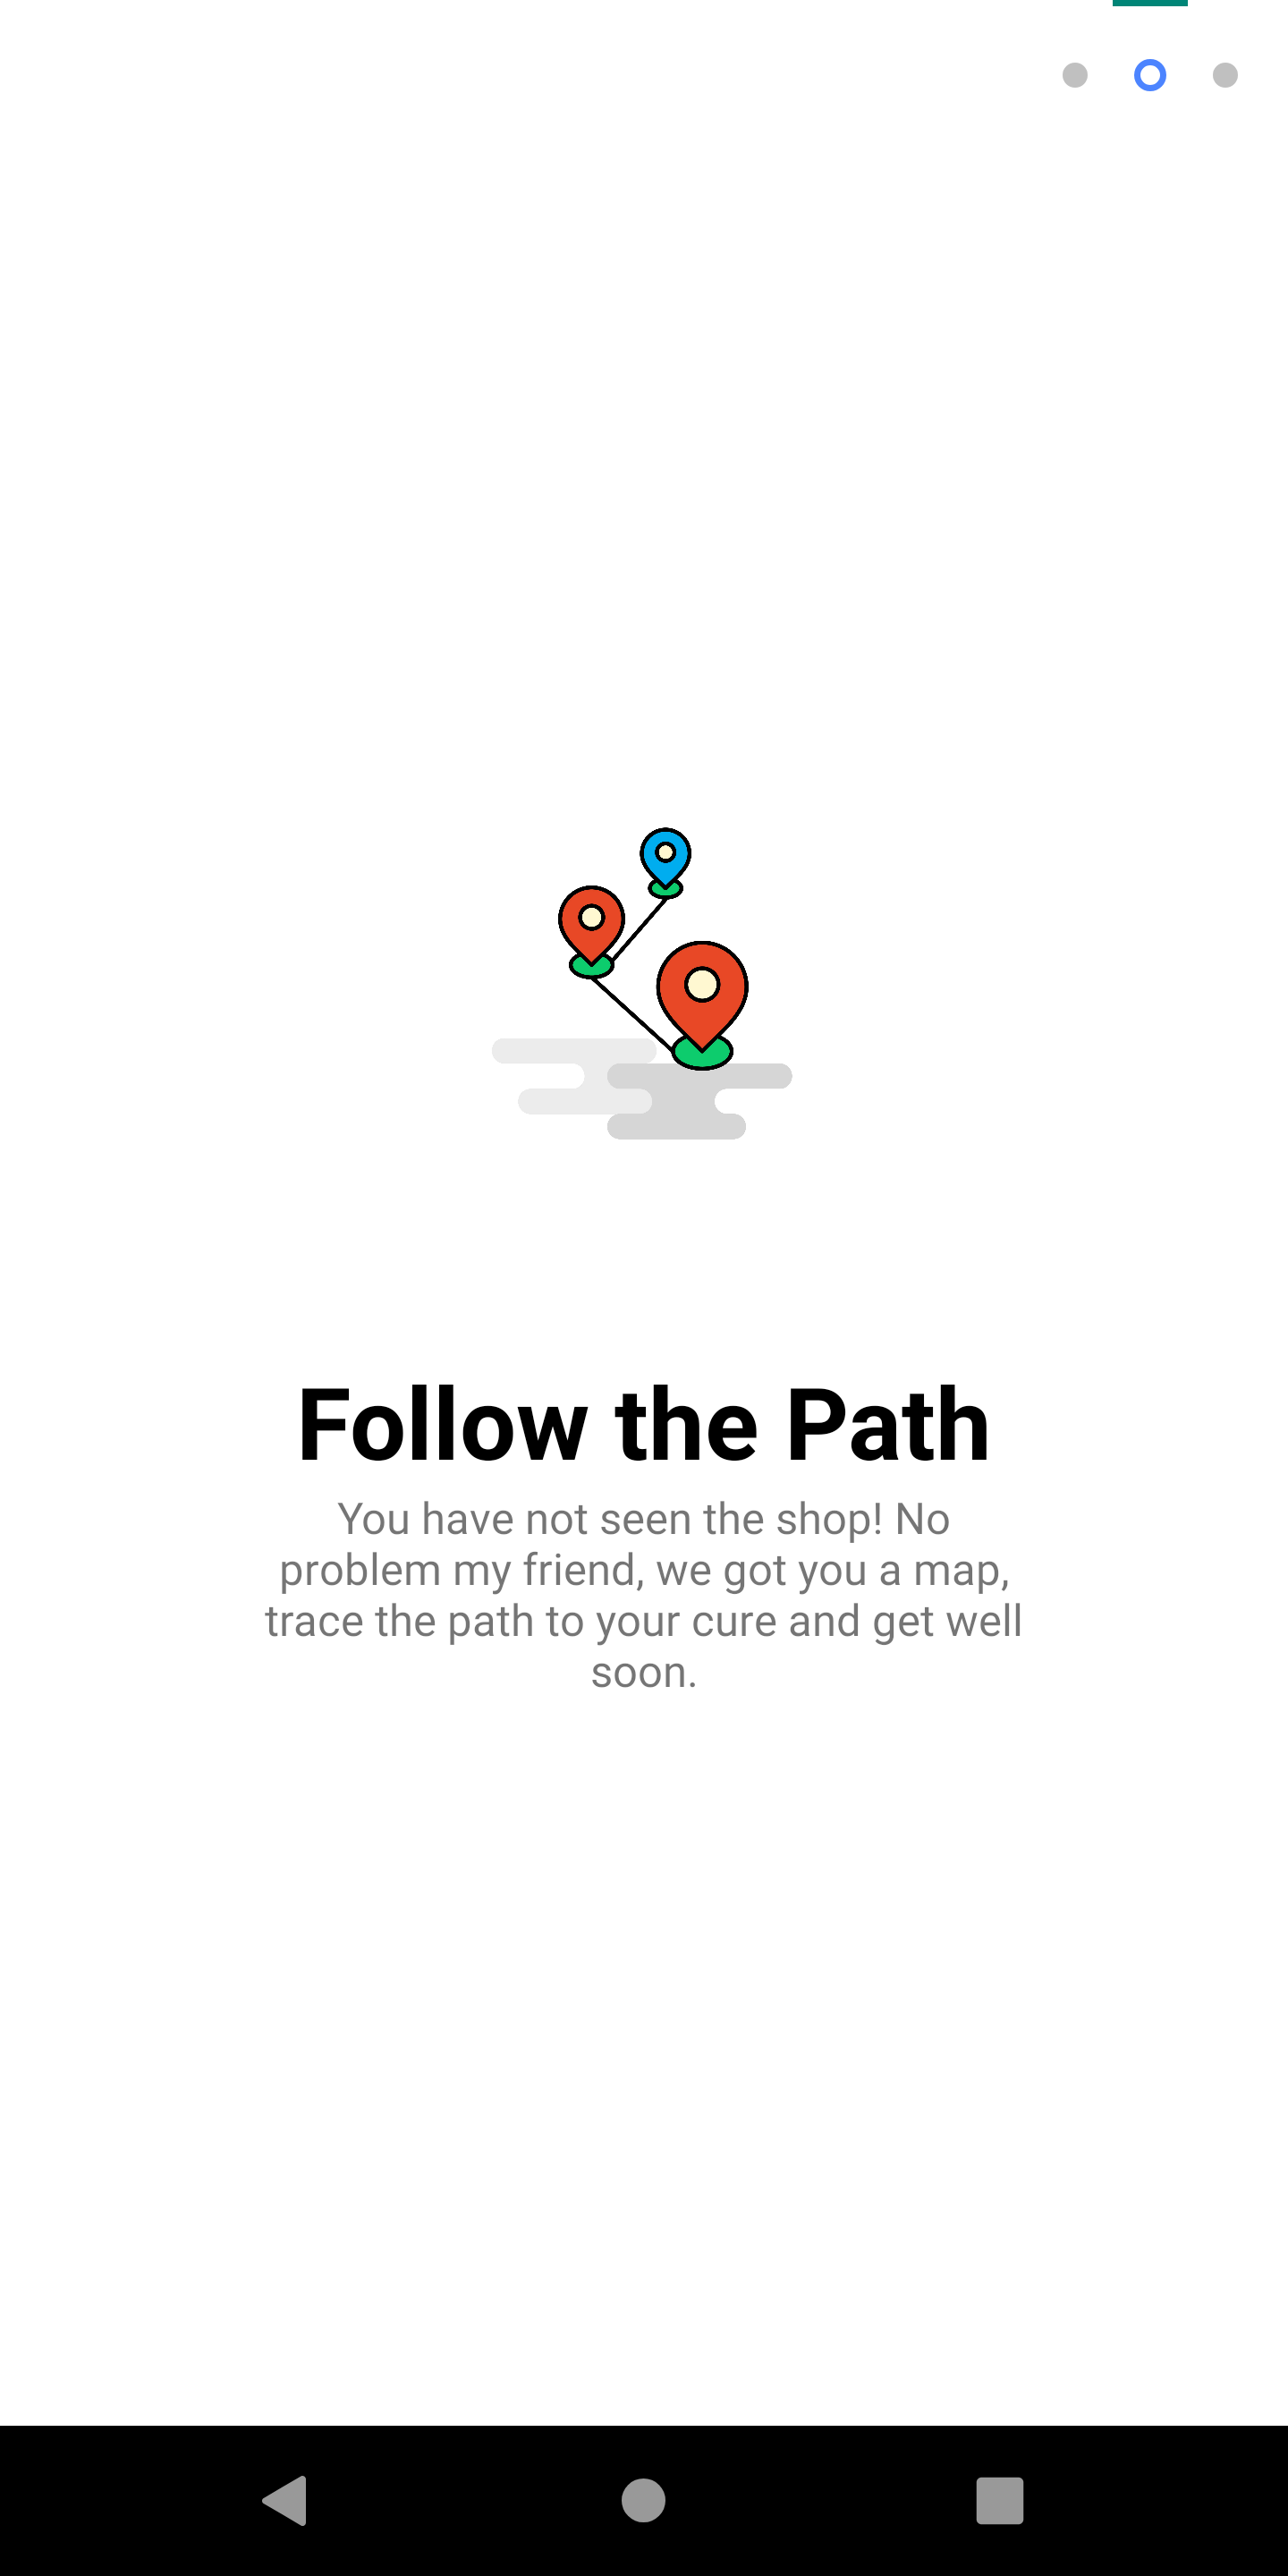 Follow the Path
You have not seen the shop! No
problem my friend, we got you a map,
trace the path to your cure and get well
soon.